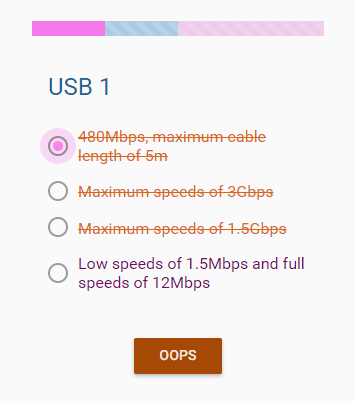 USB 1
480Mbps, maximum cable
length of 5m
Maximum speeds of 3Gbps
Maximum speeds of 1.5Gbps
Low speeds of 1.5Mbps and full
speeds of 12Mbps
OOPS